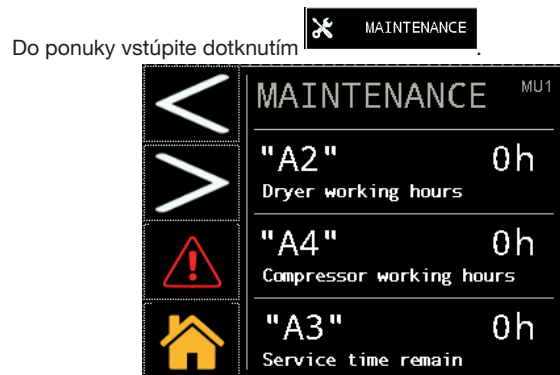 Do ponuky vstúpite dotknutím MAINTENANCE.
MAINTENANCE MU1
"A2" 0h
Dryer working hours
"A4" 0h
Compressor working hours
"A3" 0h
Service time remain